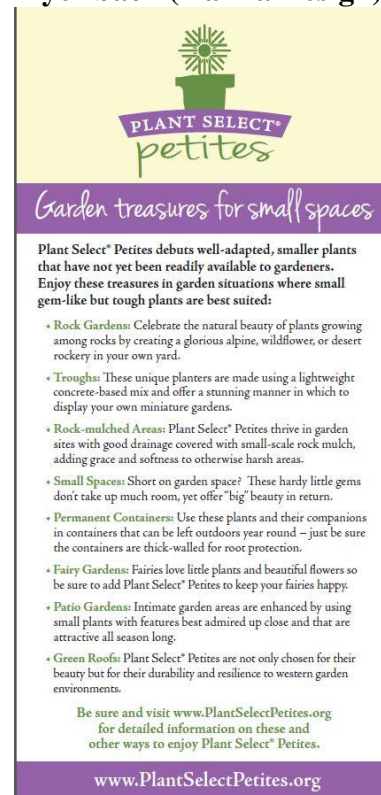 PLANT SELECT®
petites
Garden treasures for small spaces
Plant Select® Petites debuts well-adapted, smaller plants
that have not yet been readily available to gardeners.
Enjoy these treasures in garden situations where small
gem-like but tough plants are best suited:
• Rock Gardens: Celebrate the natural beauty of plants growing
among rocks by creating a glorious alpine, wildflower, or desert
rockery in your own yard.
• Troughs: These unique planters are made using a lightweight
concrete-based mix and offer a stunning manner in which to
display your own miniature gardens.
• Rock-mulched Areas: Plant Select® Petites thrive in garden
sites with good drainage covered with small-scale rock mulch,
adding grace and softness to otherwise harsh areas.
• Small Spaces: Short on garden space? These hardy little gems
don't take up much room, yet offer "big" beauty in return.
• Permanent Containers: Use these plants and their companions
in containers that can be left outdoors year round – just be sure
the containers are thick-walled for root protection.
• Fairy Gardens: Fairies love little plants and beautiful flowers so
be sure to add Plant Select® Petites to keep your fairies happy.
• Patio Gardens: Intimate garden areas are enhanced by using
small plants with features best admired up close and that are
attractive all season long.
• Green Roofs: Plant Select® Petites are not only chosen for their
beauty but for their durability and resilience to western garden
environments.
Be sure and visit www.PlantSelectPetites.org
for detailed information on these and
other ways to enjoy Plant Select® Petites.
www.PlantSelectPetites.org